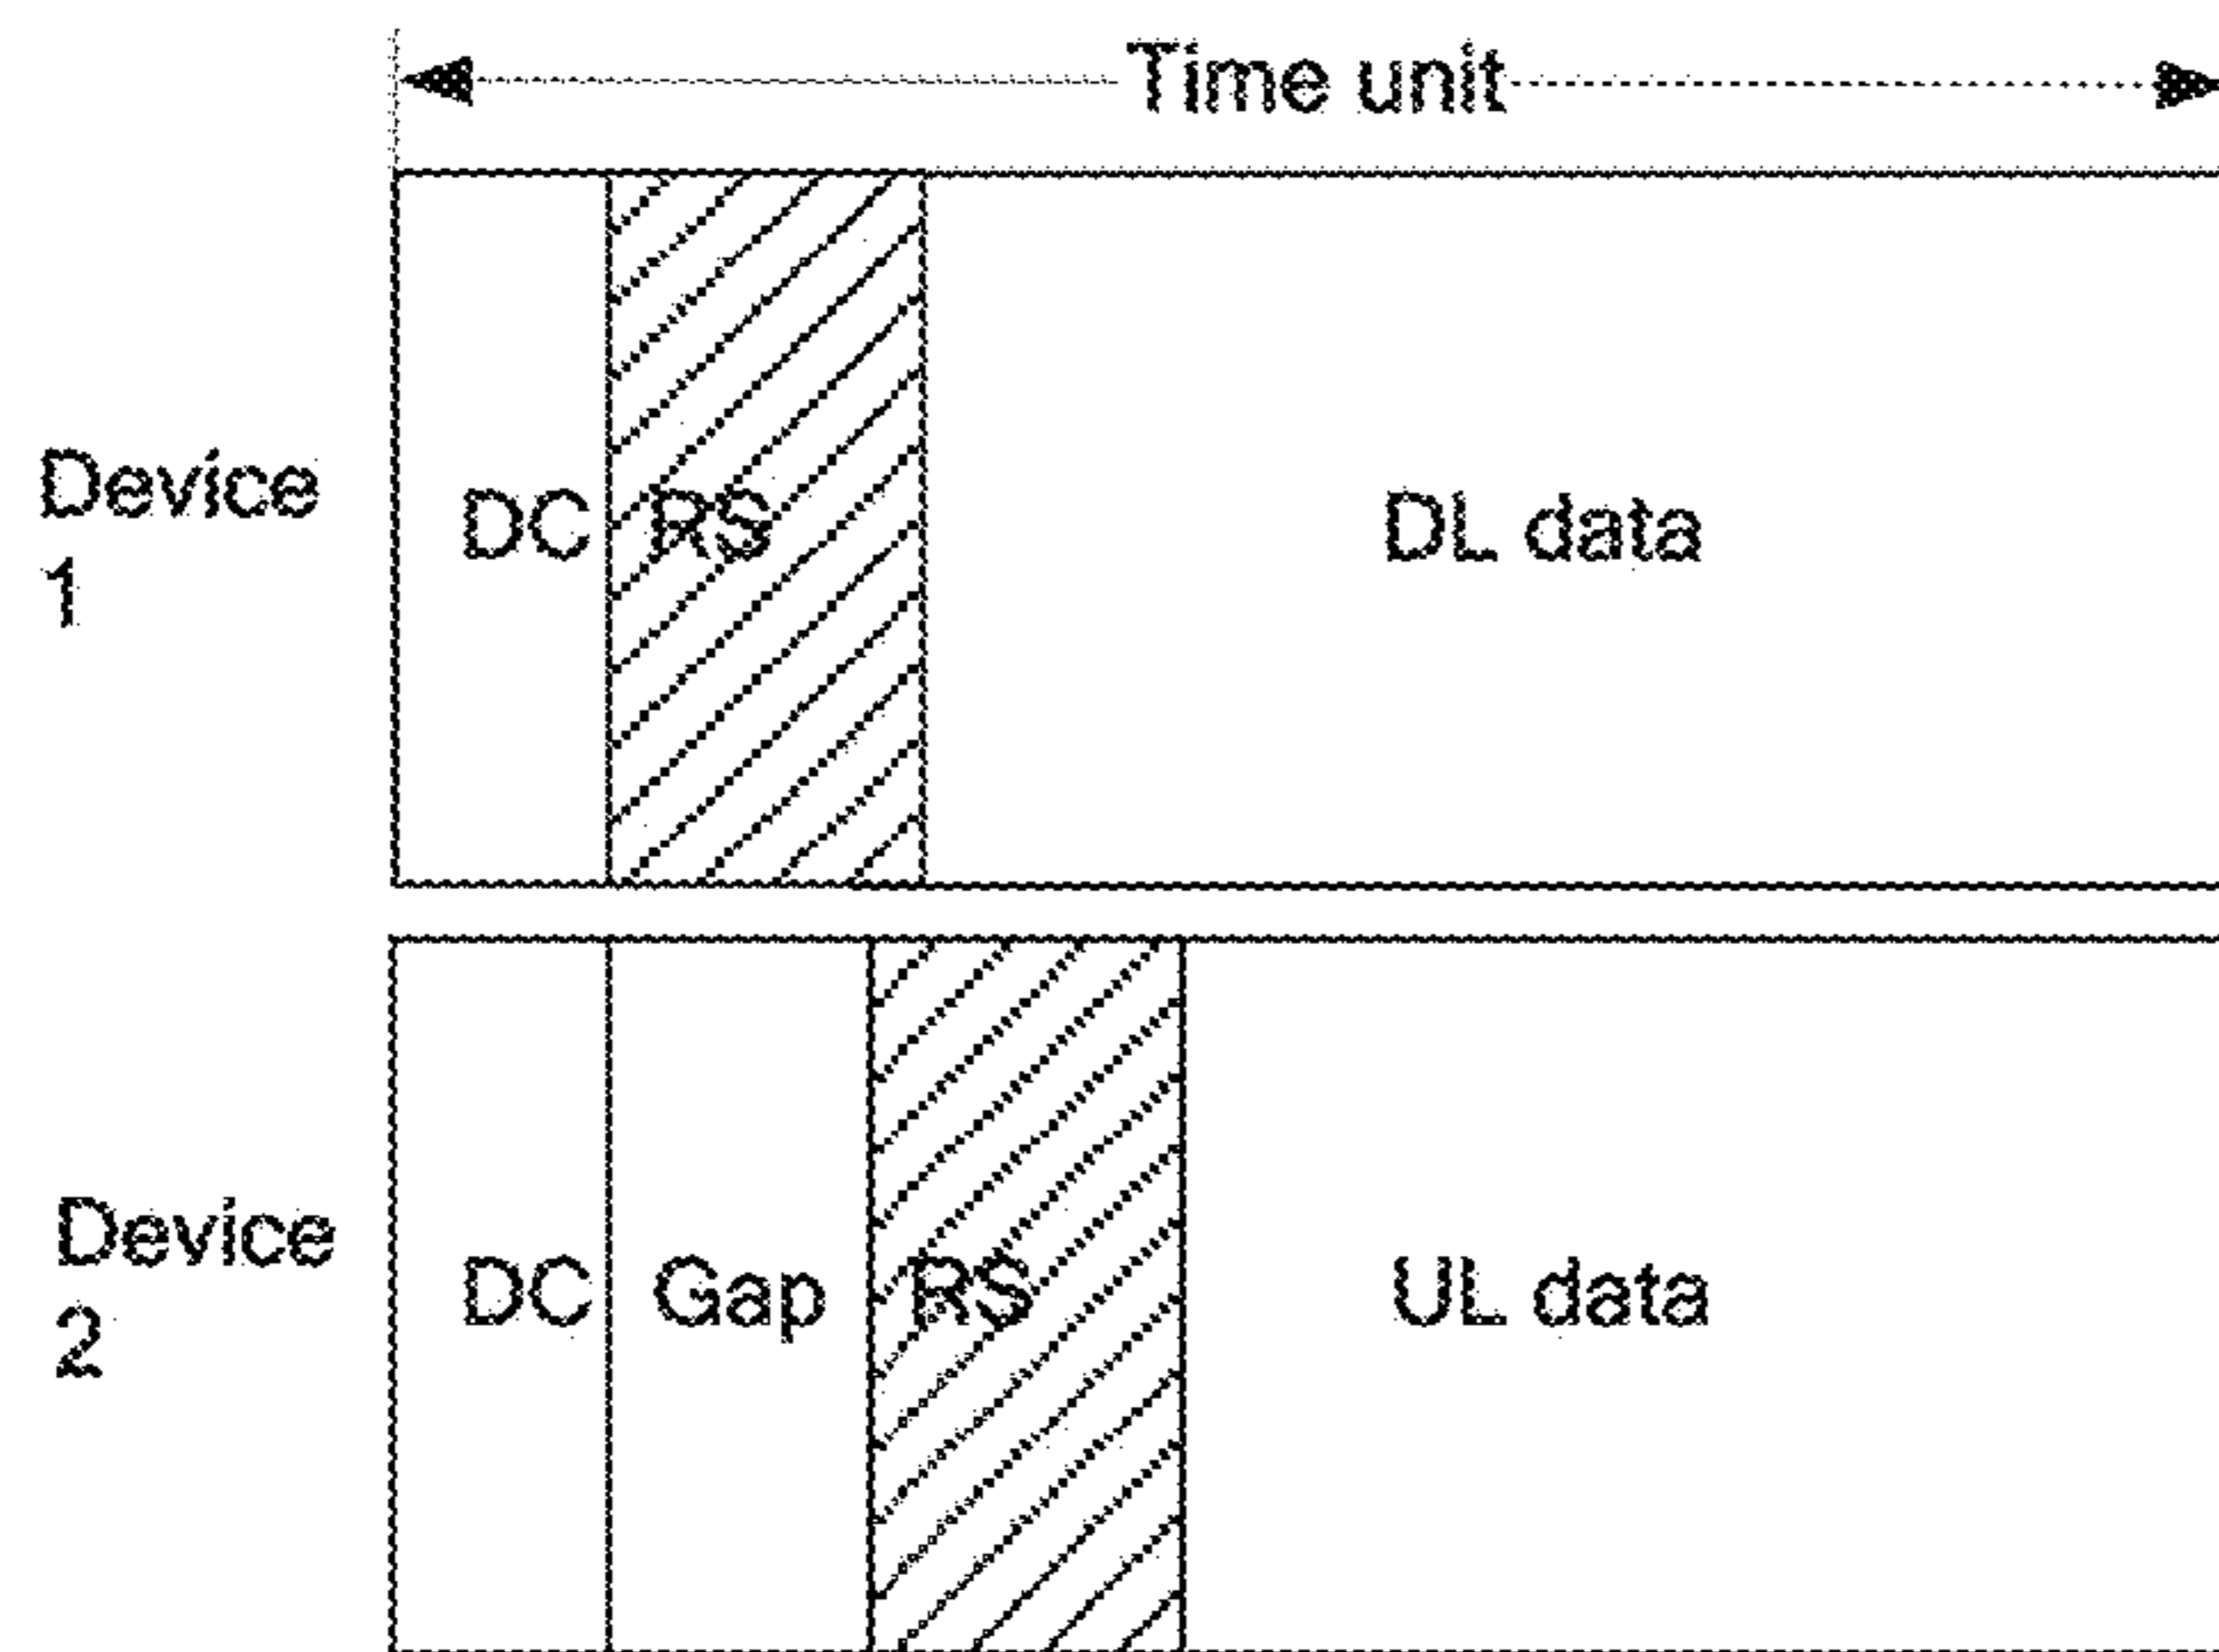 Time unit
Device
1
DC RS DL data
Device
2
DC Gap RS UL data